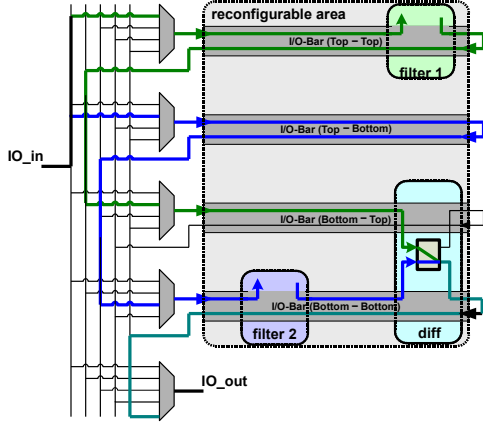 reconfigurable area
I/O-Bar (Top – Top)
filter 1
I/O-Bar (Top – Bottom)
IO_in
I/O-Bar (Bottom – Top)
I/O-Bar (Bottom – Bottom)
filter 2
diff
IO_out